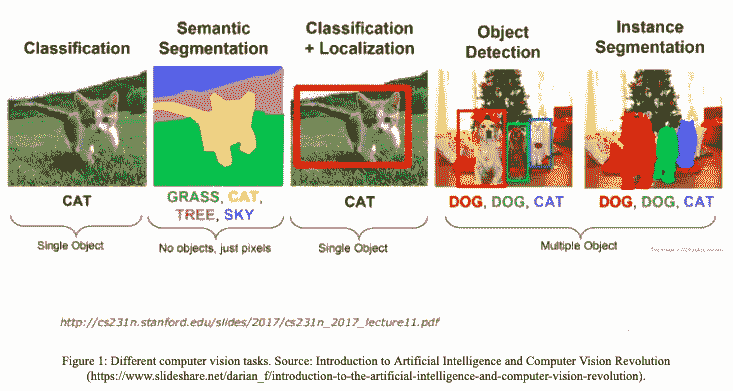 Classification
CAT
Single Object
Semantic
Segmentation
GRASS, CAT,
TREE, SKY
No objects, just pixels
Classification
+ Localization
CAT
Single Object
Object
Detection
DOG, DOG, CAT
Instance
Segmentation
DOG, DOG, CAT
Multiple Object
http://cs231n.stanford.edu/slides/2017/cs231n_2017_lecture11.pdf
Figure 1: Different computer vision tasks. Source: Introduction to Artificial Intelligence and Computer Vision Revolution
(https://www.slideshare.net/darian_f/introduction-to-the-artificial-intelligence-and-computer-vision-revolution).